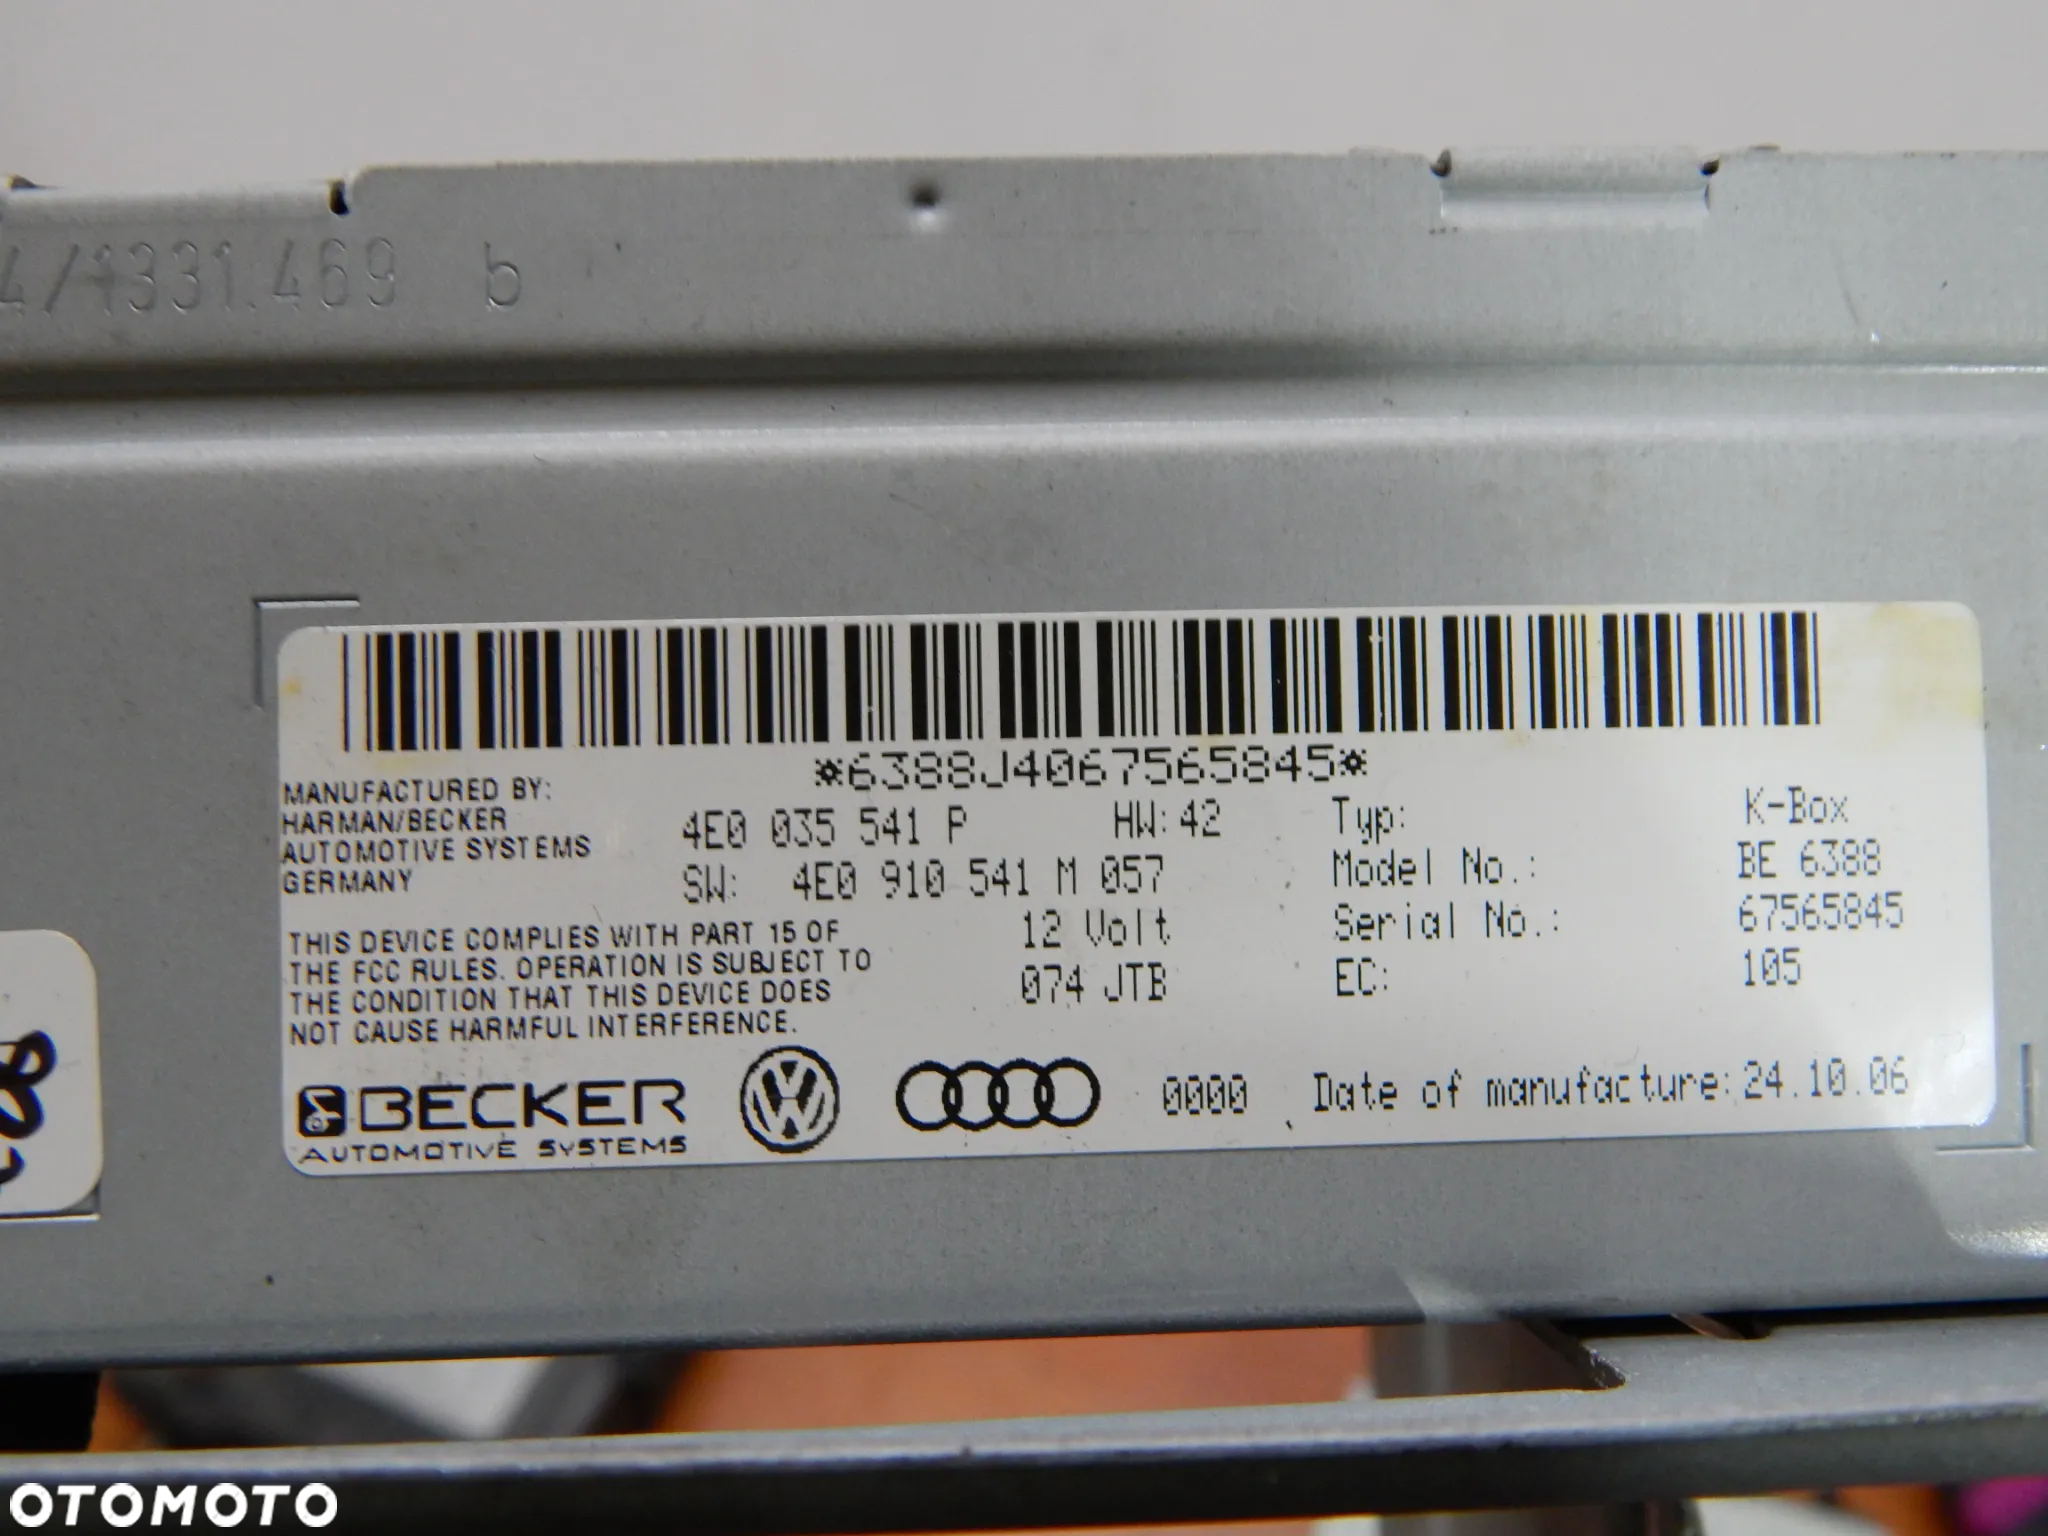 4/1331.469 b
*6388J4067565845*
MANUFACTURED BY:
HARMAN/BECKER
AUTOMOTIVE SYSTEMS
GERMANY
4E0 035 541 P HW: 42
SW: 4E0 910 541 M 057
12 Volt
074 JTB
Typ: K-Box
Model No.: BE 6388
Serial No.: 67565845
EC: 105
THIS DEVICE COMPLIES WITH PART 15 OF
THE FCC RULES. OPERATION IS SUBJECT TO
THE CONDITION THAT THIS DEVICE DOES
NOT CAUSE HARMFUL INTERFERENCE.
BECKER
AUTOMOTIVE SYSTEMS
0000 Date of manufacture: 24.10.06
OTOMOTO